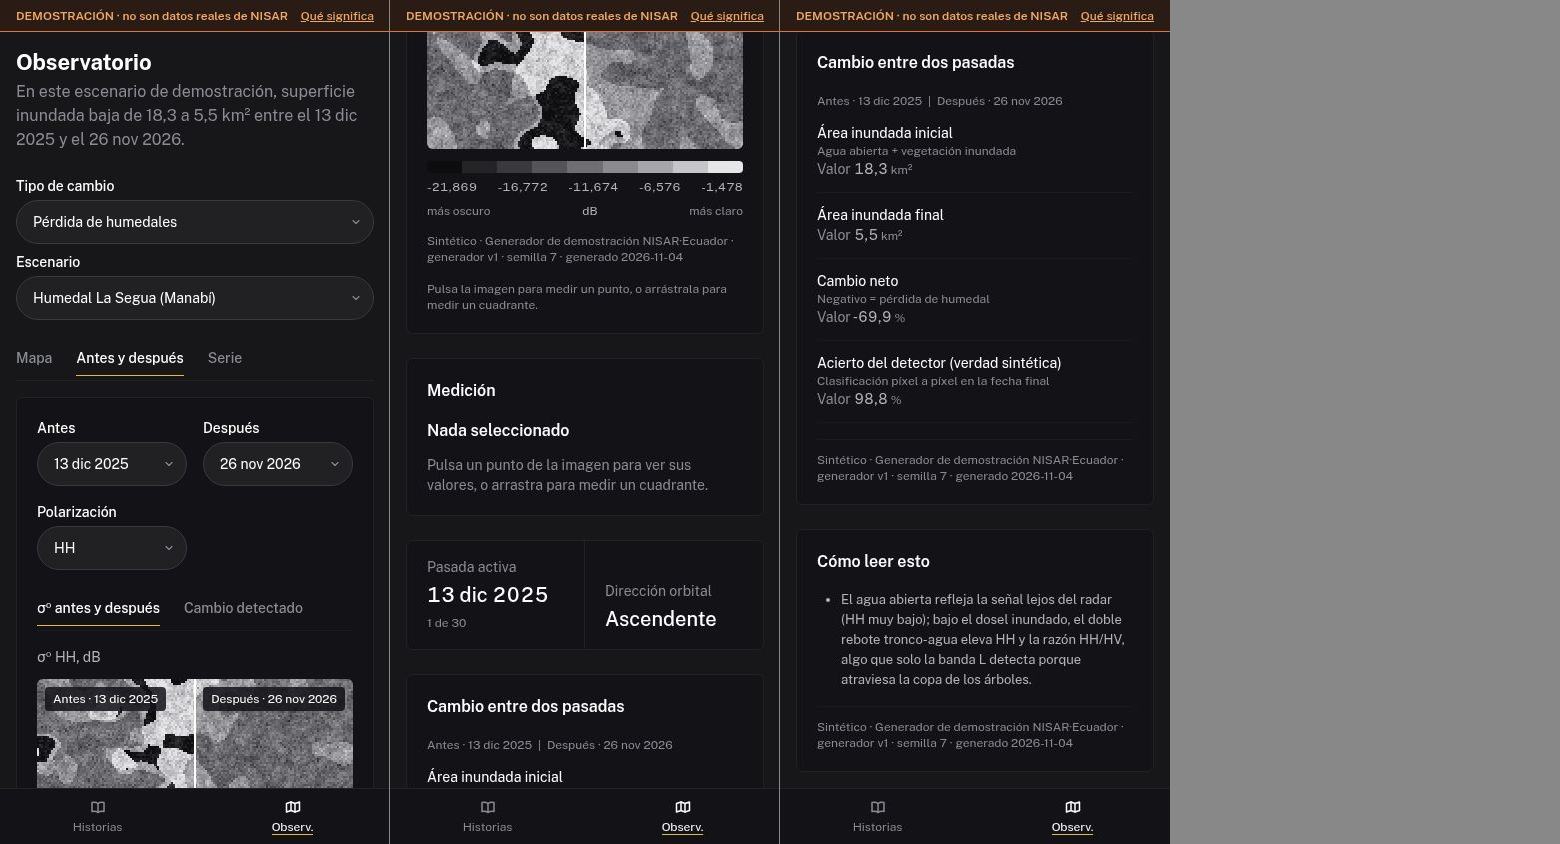 DEMOSTRACIÓN · no son datos reales de NISAR Qué significa
Observatorio
En este escenario de demostración, superficie
inundada baja de 18,3 a 5,5 km² entre el 13 dic
2025 y el 26 nov 2026.
Tipo de cambio
Pérdida de humedales
Escenario
Humedal La Segua (Manabí)
Mapa Antes y después Serie
Antes Después
13 dic 2025 26 nov 2026
Polarización
HH
σº antes y después Cambio detectado
σº HH, dB
Antes · 13 dic 2025 Después · 26 nov 2026
Historias Observ.
DEMOSTRACIÓN · no son datos reales de NISAR Qué significa
-21,869 -16,772 -11,674 -6,576 -1,478
más oscuro dB más claro
Sintético · Generador de demostración NISAR·Ecuador ·
generador v1 · semilla 7 · generado 2026-11-04
Pulsa la imagen para medir un punto, o arrástrala para
medir un cuadrante.
Medición
Nada seleccionado
Pulsa un punto de la imagen para ver sus
valores, o arrastra para medir un cuadrante.
Pasada activa
13 dic 2025
1 de 30
Dirección orbital
Ascendente
Cambio entre dos pasadas
Antes · 13 dic 2025 | Después · 26 nov 2026
Área inundada inicial
Historias Observ.
DEMOSTRACIÓN · no son datos reales de NISAR Qué significa
Cambio entre dos pasadas
Antes · 13 dic 2025 | Después · 26 nov 2026
Área inundada inicial
Agua abierta + vegetación inundada
Valor 18,3 km²
Área inundada final
Valor 5,5 km²
Cambio neto
Negativo = pérdida de humedal
Valor -69,9 %
Acierto del detector (verdad sintética)
Clasificación píxel a píxel en la fecha final
Valor 98,8 %
Sintético · Generador de demostración NISAR·Ecuador ·
generador v1 · semilla 7 · generado 2026-11-04
Cómo leer esto
• El agua abierta refleja la señal lejos del radar
(HH muy bajo); bajo el dosel inundado, el doble
rebote tronco-agua eleva HH y la razón HH/HV,
algo que solo la banda L detecta porque
atraviesa la copa de los árboles.
Sintético · Generador de demostración NISAR·Ecuador ·
generador v1 · semilla 7 · generado 2026-11-04
Historias Observ.